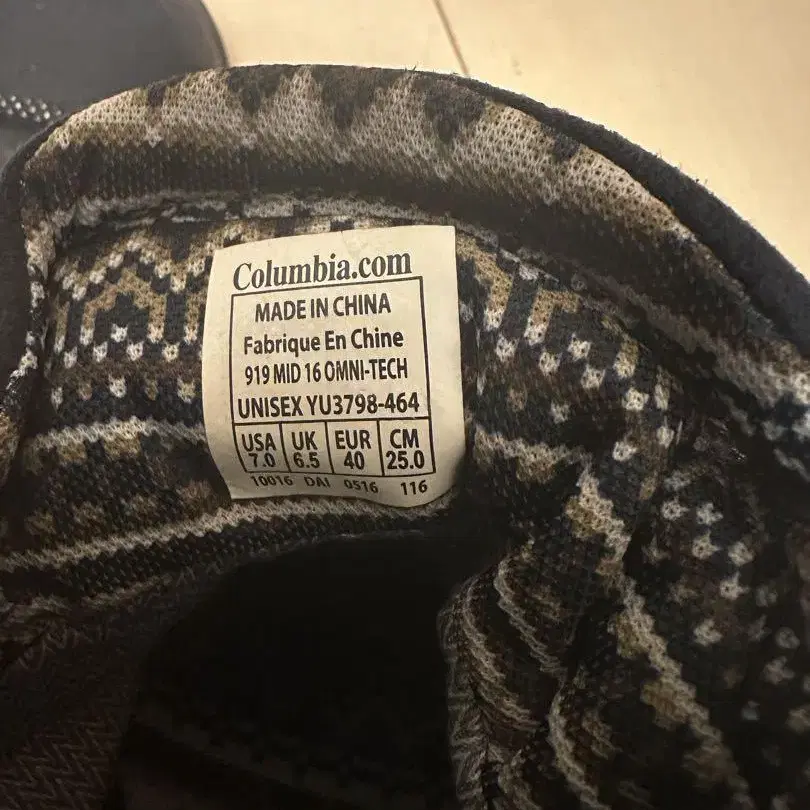 Columbia.com
MADE IN CHINA
Fabrique En Chine
919 MID 16 OMNI-TECH
UNISEX YU3798-464
USA UK EUR CM
7.0 6.5 40 25.0
10016 DAI 0516 116